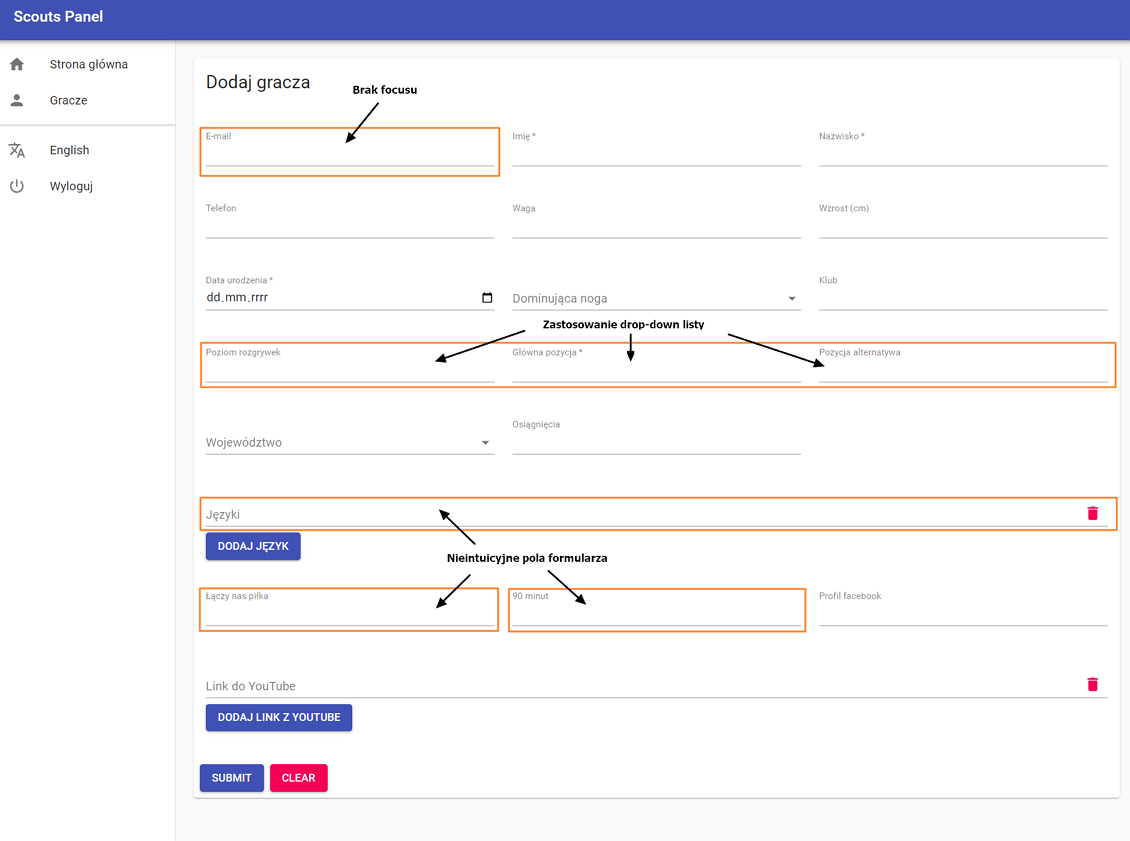 Scouts Panel
Strona główna
Gracze
English
Wyloguj
Dodaj gracza
Brak focusu
E-mail
Imię *
Nazwisko *
Telefon
Waga
Wzrost (cm)
Data urodzenia *
dd.mm.rrrr
Dominująca noga
Klub
Zastosowanie drop-down listy
Poziom rozgrywek
Główna pozycja *
Pozycja alternatywa
Województwo
Osiągnięcia
Języki
DODAJ JĘZYK
Nieintuicyjne pola formularza
Łączy nas piłka
90 minut
Profil facebook
Link do YouTube
DODAJ LINK Z YOUTUBE
SUBMIT
CLEAR